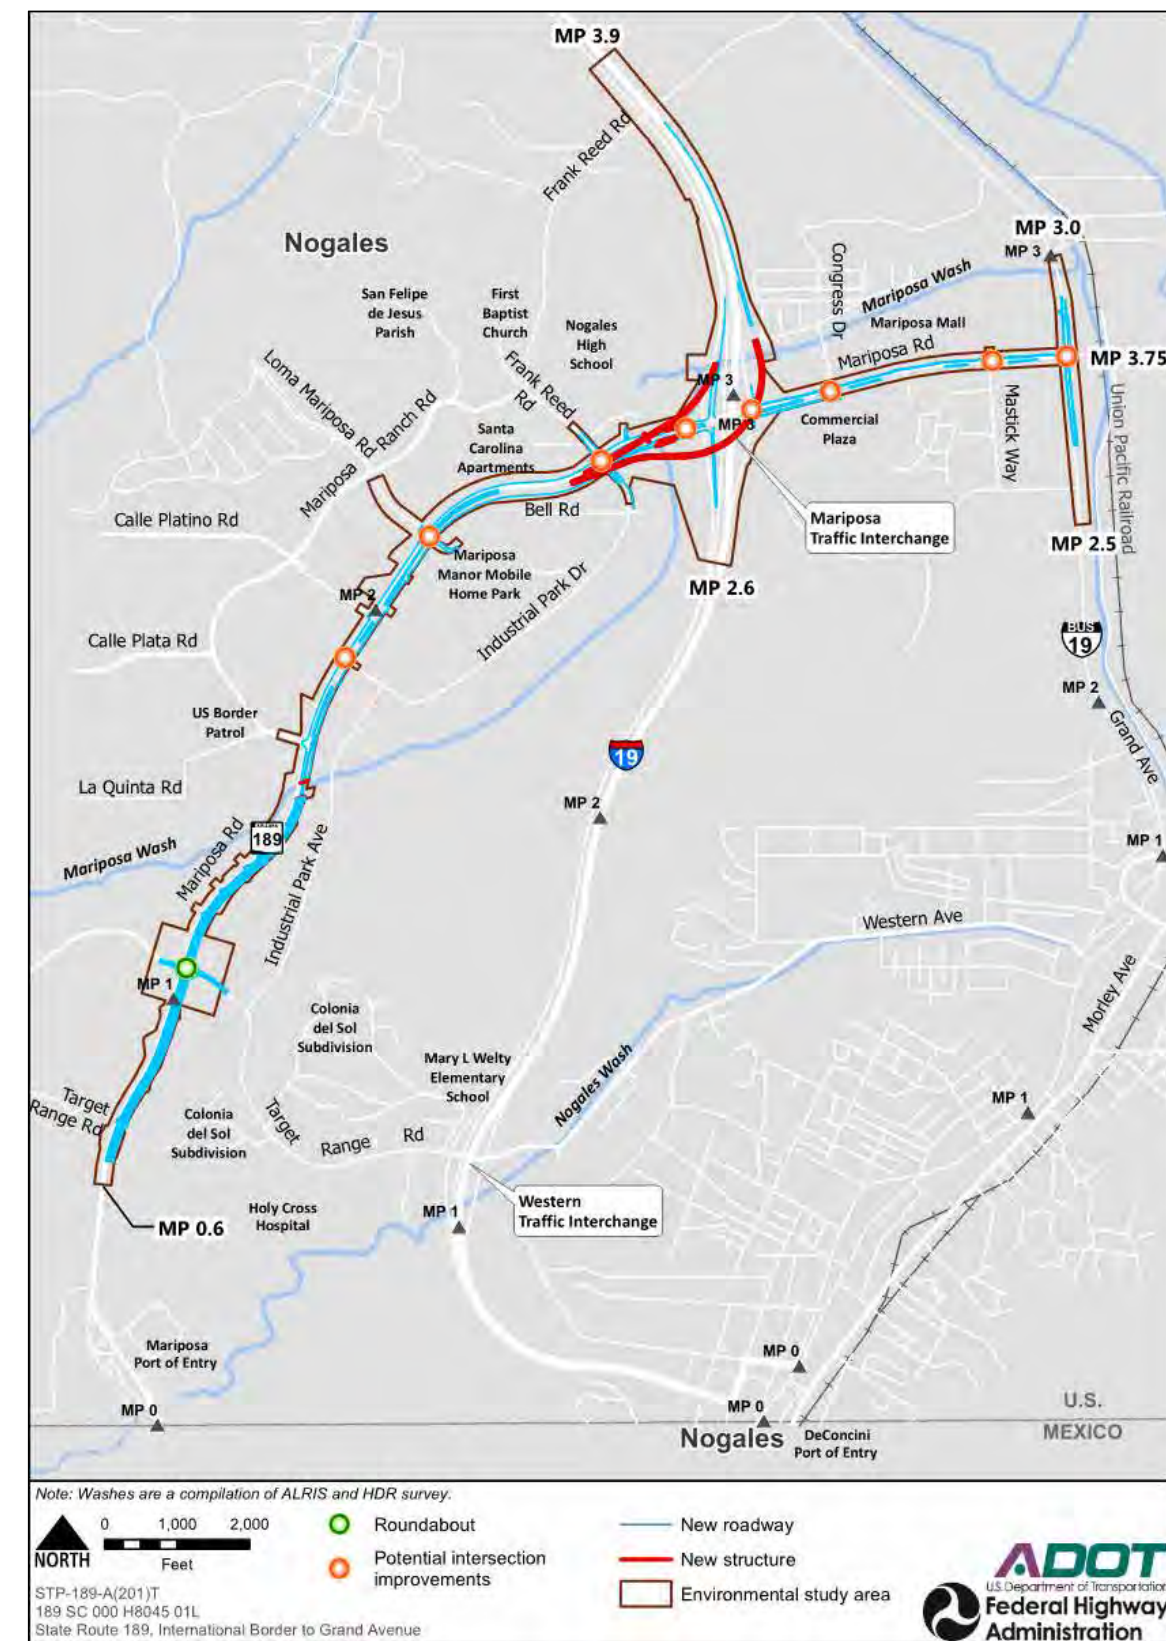 MP 3.9
Frank Reed Rd
Nogales
MP 3.0
MP 3
Congress Dr
Mariposa Wash
San Felipe
de Jesus
Parish
First
Baptist
Church
Nogales
High
School
Mariposa Mall
Mariposa Rd
MP 3.75
Loma Mariposa Rd
Mariposa Ranch Rd
Frank Reed
Rd
MP 3
MP 3
Santa
Carolina
Apartments
Commercial
Plaza
Mastick Way
Union Pacific Railroad
Bell Rd
Calle Platino Rd
Mariposa
Traffic Interchange
MP 2.5
Mariposa
Manor Mobile
Home Park
MP 2.6
MP 2
Industrial Park Dr
Calle Plata Rd
BUS
19
MP 2
US Border
Patrol
Grand Ave
19
La Quinta Rd
MP 2
Mariposa Wash
Mariposa Rd
189
Industrial Park Ave
MP 1
Western Ave
MP 1
Morley Ave
Colonia
del Sol
Subdivision
Mary L Welty
Elementary
School
Nogales Wash
MP 1
Target
Range Rd
Colonia
del Sol
Subdivision
Target
Range Rd
Western
Traffic Interchange
Holy Cross
Hospital
MP 1
MP 0.6
Mariposa
Port of Entry
MP 0
MP 0
MP 0
U.S.
MEXICO
Nogales
DeConcini
Port of Entry
Note: Washes are a compilation of ALRIS and HDR survey.
NORTH
0 1,000 2,000
Feet
Roundabout
Potential intersection
improvements
New roadway
New structure
Environmental study area
STP-189-A(201)T
189 SC 000 H8045 01L
State Route 189, International Border to Grand Avenue
ADOT
U.S. Department of Transportation
Federal Highway
Administration